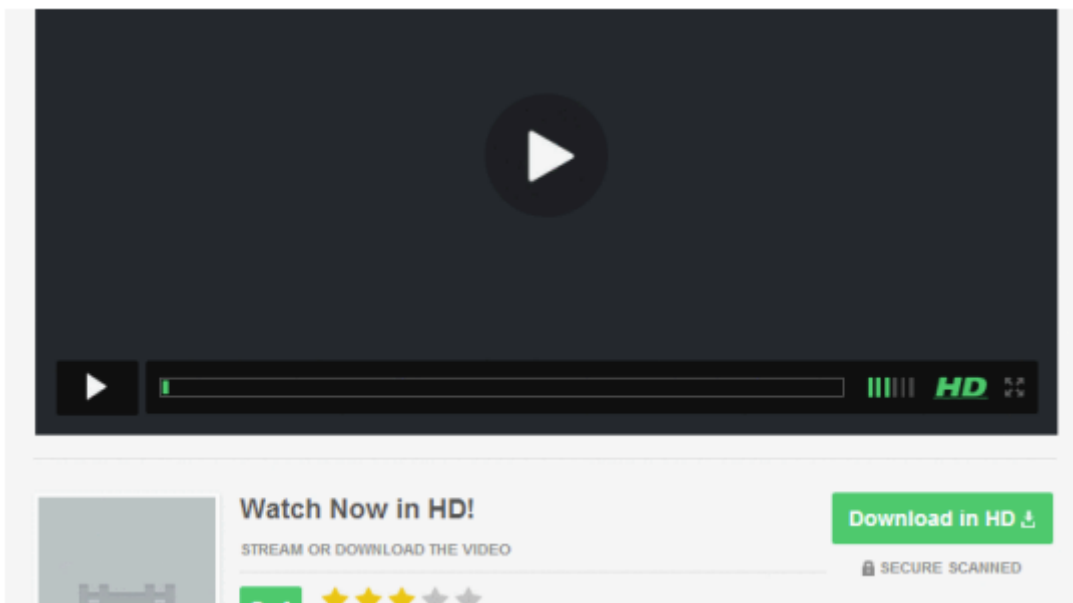 HD
Watch Now in HD!
Download in HD
STREAM OR DOWNLOAD THE VIDEO
SECURE SCANNED